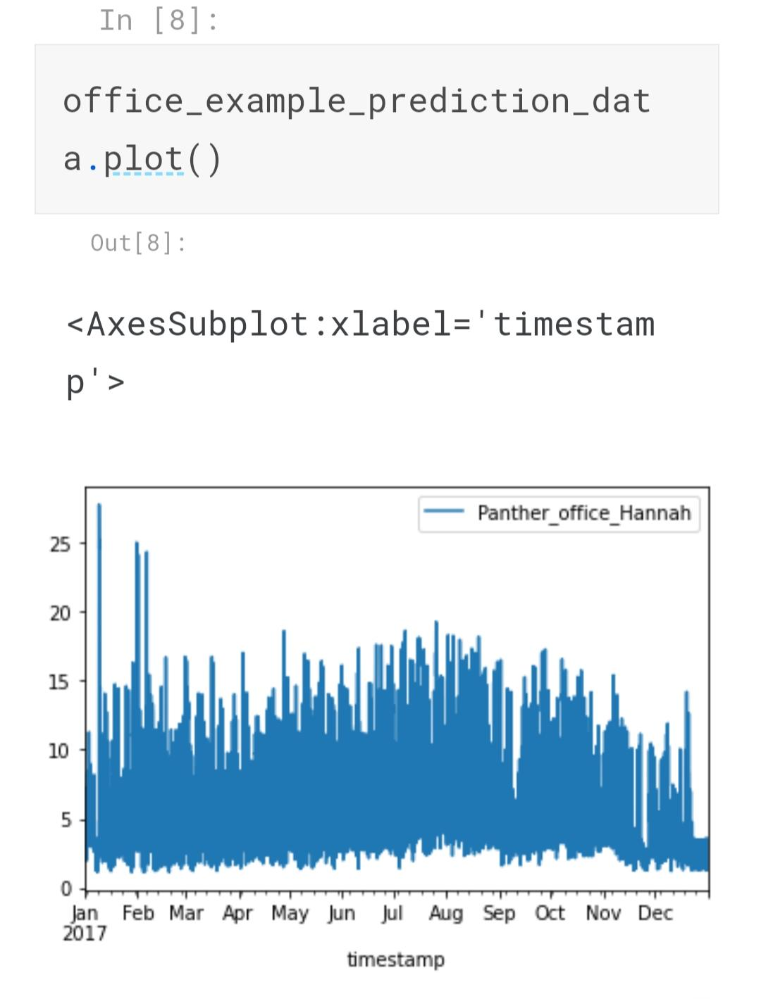 In [8]:
office_example_prediction_dat
a.plot()
Out[8]:
<AxesSubplot:xlabel='timestam
p'>
Panther_office_Hannah
25
20
15
10
5
0
Jan Feb Mar Apr May Jun Jul Aug Sep Oct Nov Dec
2017
timestamp